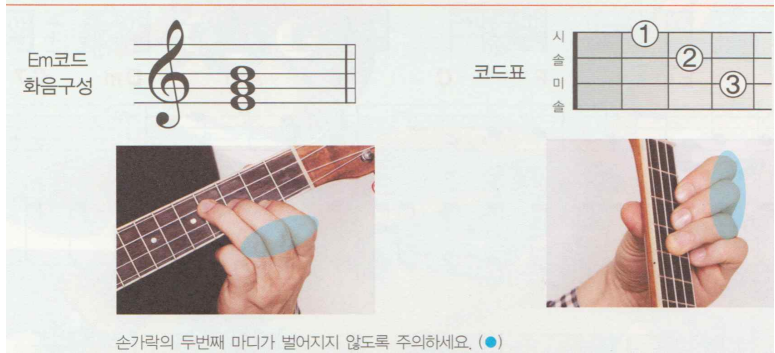 Em코드
화음구성
코드표
시
솔
미
솔
1
2
3
손가락의 두번째 마디가 벌어지지 않도록 주의하세요. (●)